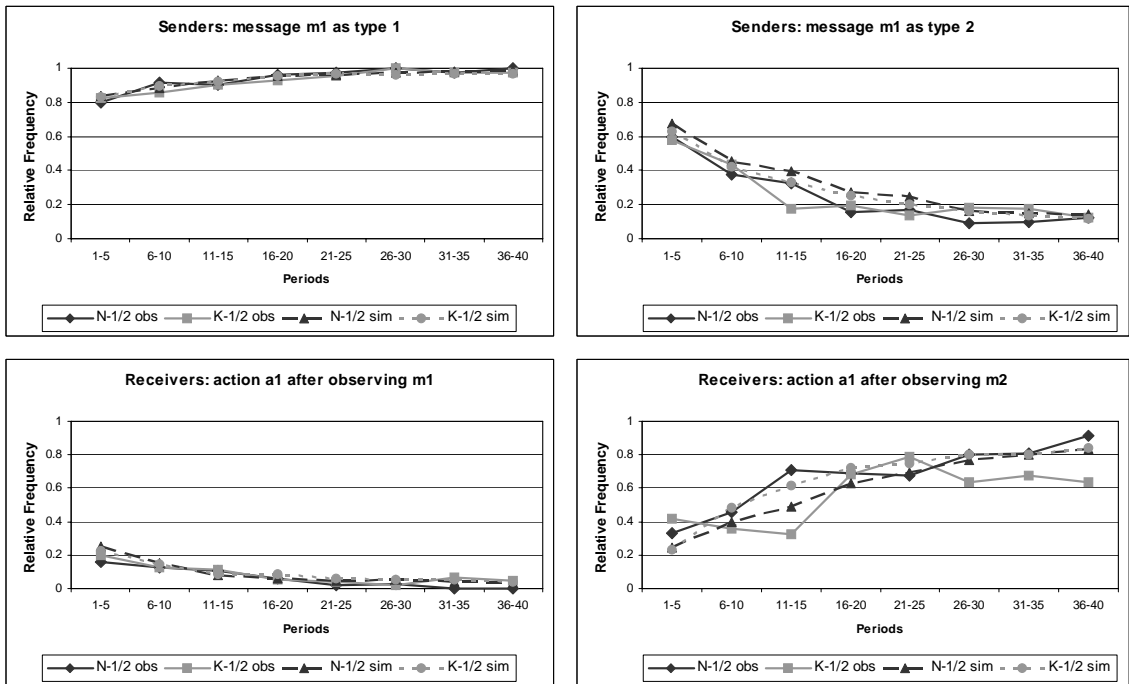 Senders: message m1 as type 1
Relative Frequency
1
0.8
0.6
0.4
0.2
0
1-5 6-10 11-15 16-20 21-25 26-30 31-35 36-40
Periods
N-1/2 obs K-1/2 obs N-1/2 sim K-1/2 sim
Senders: message m1 as type 2
Relative Frequency
1
0.8
0.6
0.4
0.2
0
1-5 6-10 11-15 16-20 21-25 26-30 31-35 36-40
Periods
N-1/2 obs K-1/2 obs N-1/2 sim K-1/2 sim
Receivers: action a1 after observing m1
Relative Frequency
1
0.8
0.6
0.4
0.2
0
1-5 6-10 11-15 16-20 21-25 26-30 31-35 36-40
Periods
N-1/2 obs K-1/2 obs N-1/2 sim K-1/2 sim
Receivers: action a1 after observing m2
Relative Frequency
1
0.8
0.6
0.4
0.2
0
1-5 6-10 11-15 16-20 21-25 26-30 31-35 36-40
Periods
N-1/2 obs K-1/2 obs N-1/2 sim K-1/2 sim